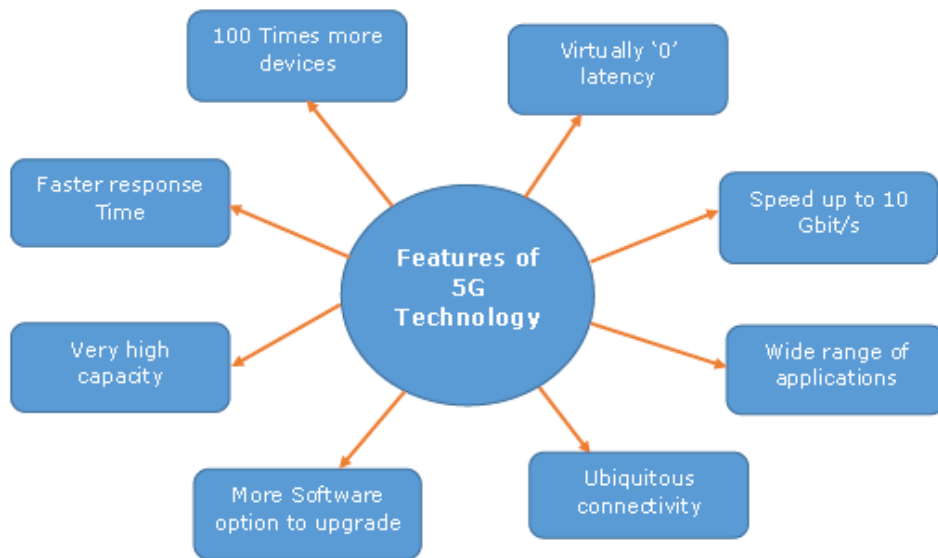 100 Times more
devices
Virtually ‘0’
latency
Faster response
Time
Speed up to 10
Gbit/s
Features of
5G
Technology
Very high
capacity
Wide range of
applications
More Software
option to upgrade
Ubiquitous
connectivity